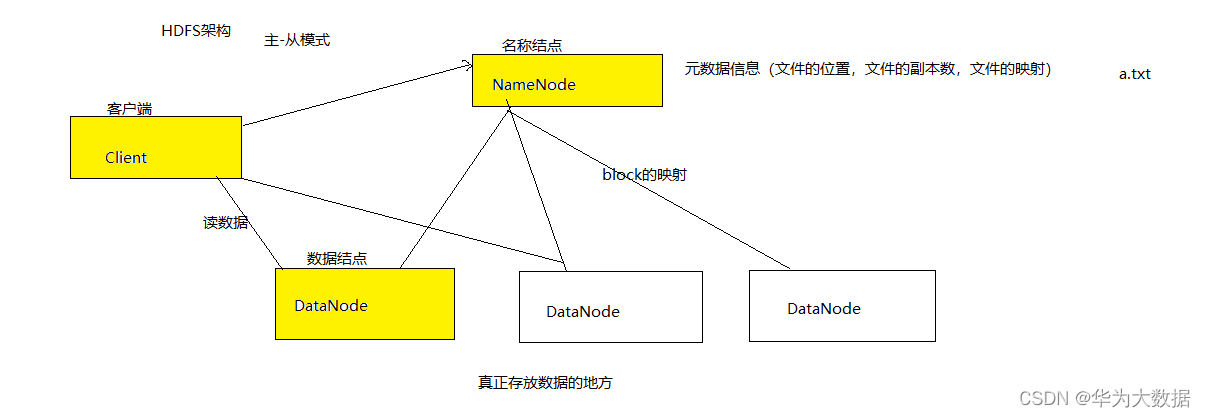 HDFS架构
主-从模式
名称结点
NameNode
元数据信息（文件的位置，文件的副本数，文件的映射）
a.txt
客户端
Client
block的映射
读数据
数据结点
DataNode
DataNode
DataNode
真正存放数据的地方
CSDN @华为大数据